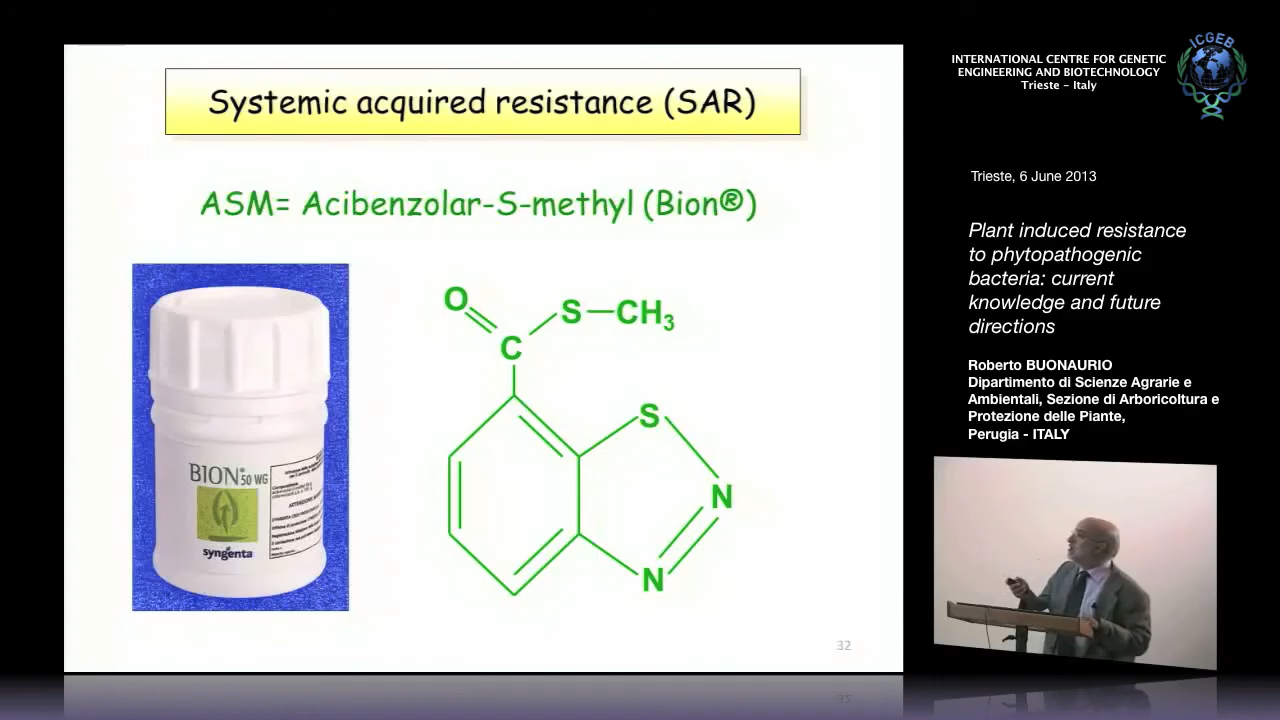 Systemic acquired resistance (SAR)
ASM= Acibenzolar-S-methyl (Bion®)
O
S
CH3
C
S
N
N
BION® 50 WG
syngenta
32
INTERNATIONAL CENTRE FOR GENETIC
ENGINEERING AND BIOTECHNOLOGY
Trieste – Italy
ICGEB
Trieste, 6 June 2013
Plant induced resistance
to phytopathogenic
bacteria: current
knowledge and future
directions
Roberto BUONAURIO
Dipartimento di Scienze Agrarie e
Ambientali, Sezione di Arboricoltura e
Protezione delle Piante,
Perugia - ITALY